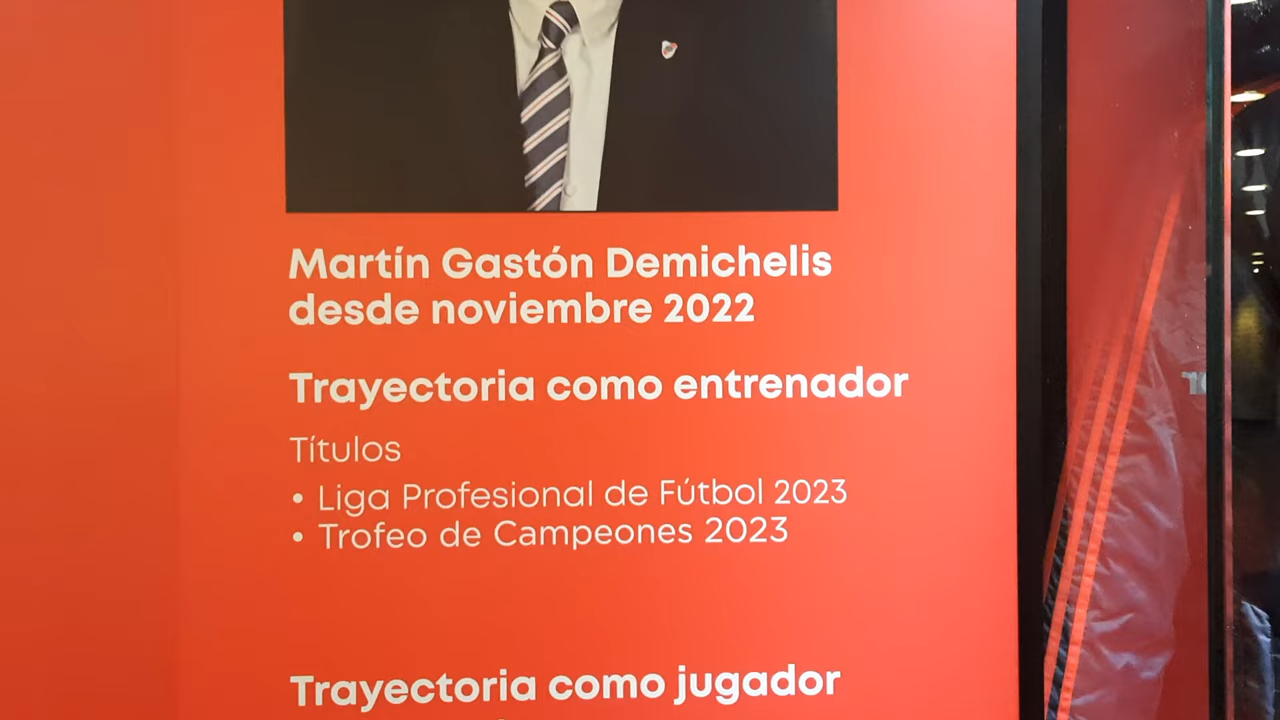 Martín Gastón Demichelis
desde noviembre 2022
Trayectoria como entrenador
Títulos
• Liga Profesional de Fútbol 2023
• Trofeo de Campeones 2023
Trayectoria como jugador